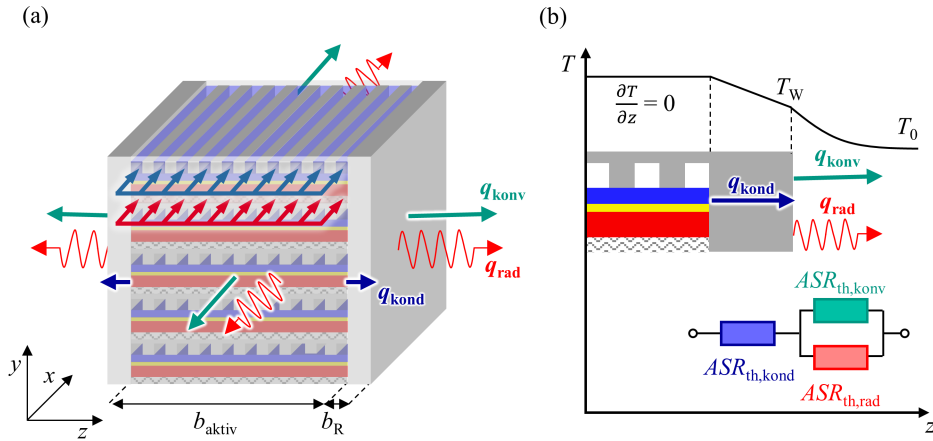 (a)
q_konv
q_rad
q_kond
y
x
z
b_aktiv
b_R
(b)
T
∂T/∂z = 0
T_W
T_0
q_konv
q_kond
q_rad
ASR_th,konv
ASR_th,kond
ASR_th,rad
z